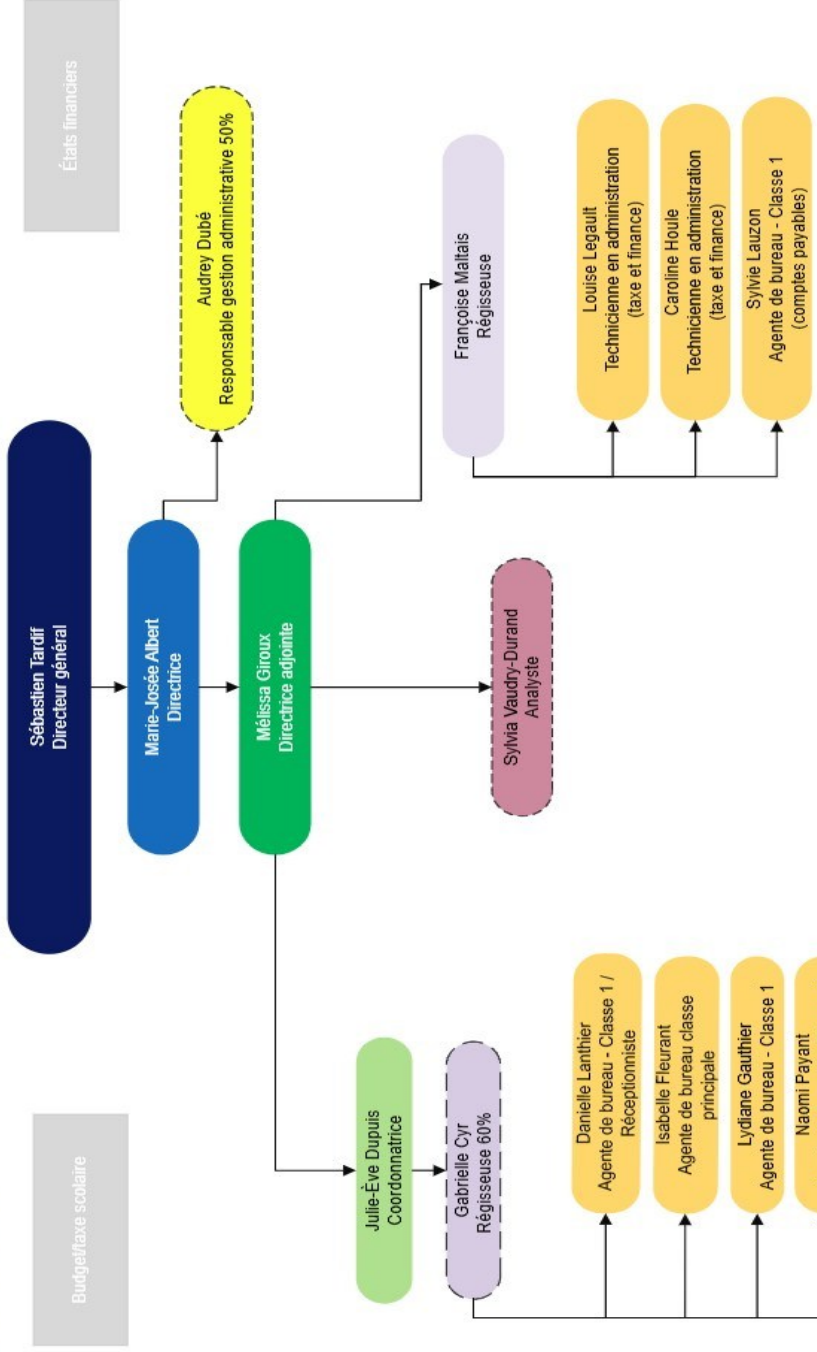 Budget/taxe scolaire
États financiers
Sébastien Tardif
Directeur général
Marie-Josée Albert
Directrice
Audrey Dubé
Responsable gestion administrative 50%
Mélissa Giroux
Directrice adjointe
Julie-Ève Dupuis
Coordonnatrice
Gabrielle Cyr
Régisseuse 60%
Sylvia Vaudry-Durand
Analyste
Françoise Maltais
Régisseuse
Danielle Lanthier
Agente de bureau - Classe 1 /
Réceptionniste
Isabelle Fleurant
Agente de bureau classe
principale
Lydiane Gauthier
Agente de bureau - Classe 1
Naomi Payant
Louise Legault
Technicienne en administration
(taxe et finance)
Caroline Houle
Technicienne en administration
(taxe et finance)
Sylvie Lauzon
Agente de bureau - Classe 1
(comptes payables)